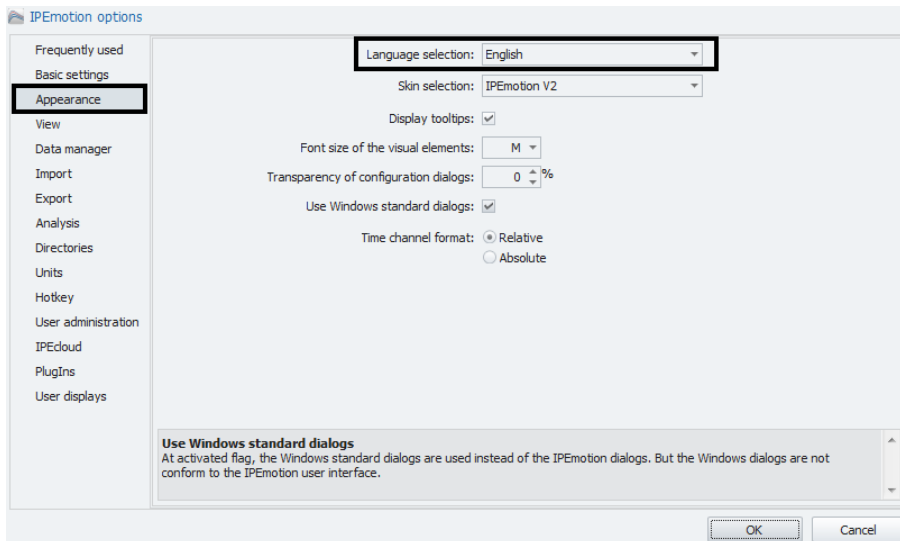 IPEmotion options
Frequently used
Basic settings
Appearance
View
Data manager
Import
Export
Analysis
Directories
Units
Hotkey
User administration
IPEcloud
PlugIns
User displays
Language selection: English
Skin selection: IPEmotion V2
Display tooltips:
Font size of the visual elements: M
Transparency of configuration dialogs: 0 %
Use Windows standard dialogs:
Time channel format: Relative
Absolute
Use Windows standard dialogs
At activated flag, the Windows standard dialogs are used instead of the IPEmotion dialogs. But the Windows dialogs are not
conform to the IPEmotion user interface.
OK Cancel